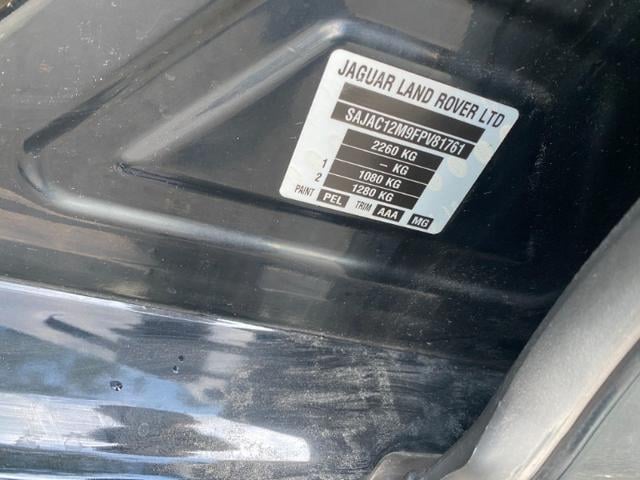 JAGUAR LAND ROVER LTD
SAJAC12M9FPV81761
2260 KG
1 – KG
2 1080 KG
1280 KG
PAINT PEL TRIM AAA MG